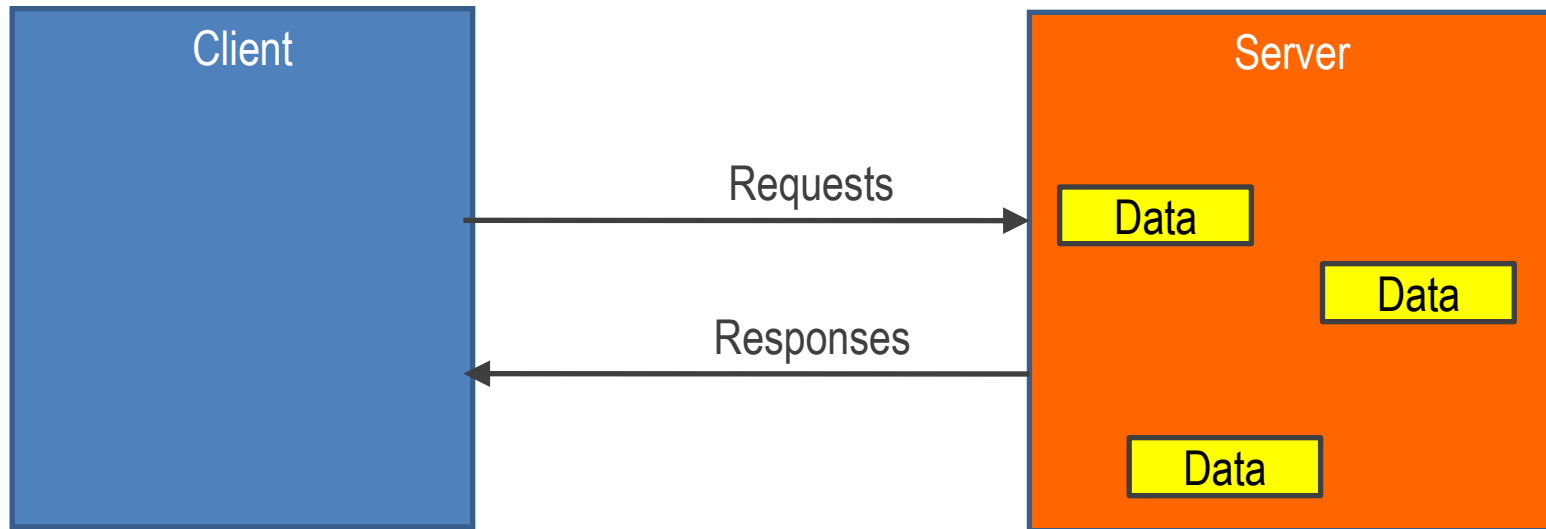 Client
Server
Requests
Data
Data
Responses
Data